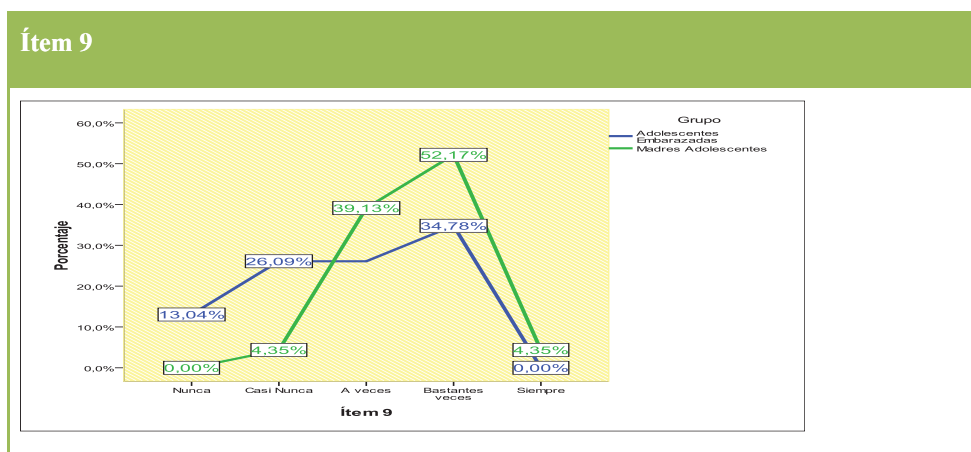 Ítem 9
Grupo
Adolescentes
Embarazadas
Madres Adolescentes
Porcentaje
60,0%
50,0%
40,0%
30,0%
20,0%
10,0%
0,0%
52,17%
39,13%
34,78%
26,09%
13,04%
4,35%
4,35%
0,00%
0,00%
Nunca
Casi Nunca
A veces
Bastantes
veces
Siempre
Ítem 9